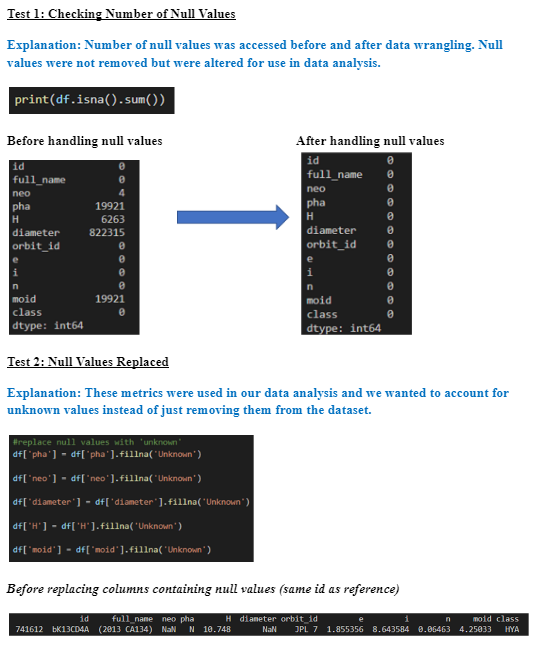 Test 1: Checking Number of Null Values
Explanation: Number of null values was accessed before and after data wrangling. Null
values were not removed but were altered for use in data analysis.
print(df.isna().sum())
Before handling null values
After handling null values
id 0
full_name 0
neo 4
pha 19921
H 6263
diameter 822315
orbit_id 0
e 0
i 0
n 0
moid 19921
class 0
dtype: int64
id 0
full_name 0
neo 0
pha 0
H 0
diameter 0
orbit_id 0
e 0
i 0
n 0
moid 0
class 0
dtype: int64
Test 2: Null Values Replaced
Explanation: These metrics were used in our data analysis and we wanted to account for
unknown values instead of just removing them from the dataset.
#replace null values with 'unknown'
df['pha'] = df['pha'].fillna('Unknown')
df['neo'] = df['neo'].fillna('Unknown')
df['diameter'] = df['diameter'].fillna('Unknown')
df['H'] = df['H'].fillna('Unknown')
df['moid'] = df['moid'].fillna('Unknown')
Before replacing columns containing null values (same id as reference)
id full_name neo pha H diameter orbit_id e i n moid class
741612 bK13CD4A (2013 CA134) NaN N 10.748 NaN JPL 7 1.855356 8.643584 0.06463 4.25033 HYA